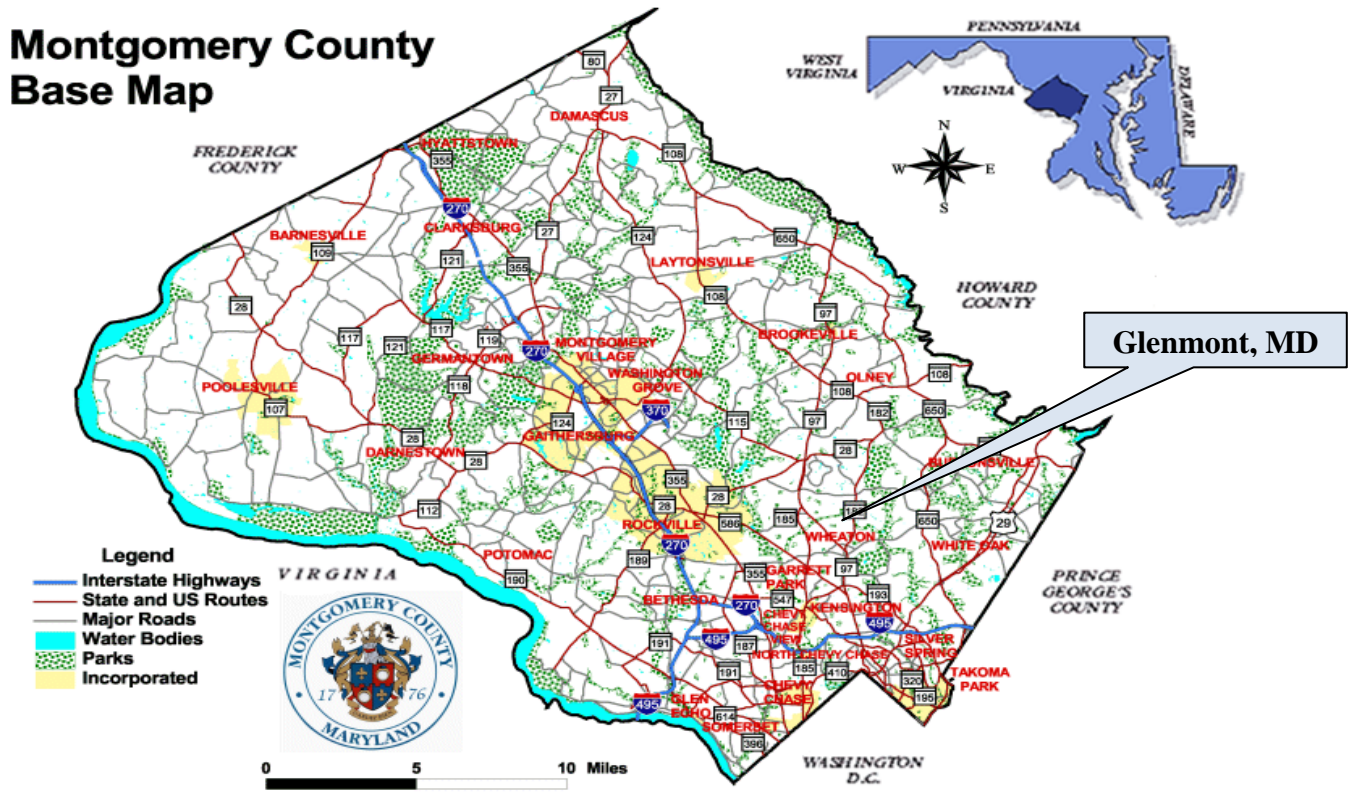 Montgomery County
Base Map
PENNSYLVANIA
WEST
VIRGINIA
VIRGINIA
DELAWARE
N
W
E
S
FREDERICK
COUNTY
HOWARD
COUNTY
PRINCE
GEORGE'S
COUNTY
WASHINGTON
D.C.
VIRGINIA
Glenmont, MD
80
27
DAMASCUS
HYATTSTOWN
355
108
270
CLARKSBURG
BARNESVILLE
109
27
124
650
121
355
LAYTONSVILLE
28
108
97
117
117
121
119
BROOKEVILLE
GERMANTOWN
270
MONTGOMERY
VILLAGE
WASHINGTON
GROVE
118
POOLESVILLE
107
OLNEY
108
108
370
182
650
124
115
97
GAITHERSBURG
28
DARNESTOWN
28
28
BURTONSVILLE
355
28
28
112
ROCKVILLE
586
185
182
650
29
WHEATON
WHITE OAK
270
POTOMAC
189
190
355
GARRETT
PARK
97
547
193
BETHESDA
270
KENSINGTON
CHEVY
CHASE
VIEW
495
495
191
187
SILVER
SPRING
NORTH CHEVY CHASE
191
185
410
TAKOMA
PARK
320
195
CHEVY
CHASE
495
GLEN
ECHO
614
SOMERSET
396
Legend
Interstate Highways
State and US Routes
Major Roads
Water Bodies
Parks
Incorporated
MONTGOMERY COUNTY
17 76
MARYLAND
0 5 10 Miles